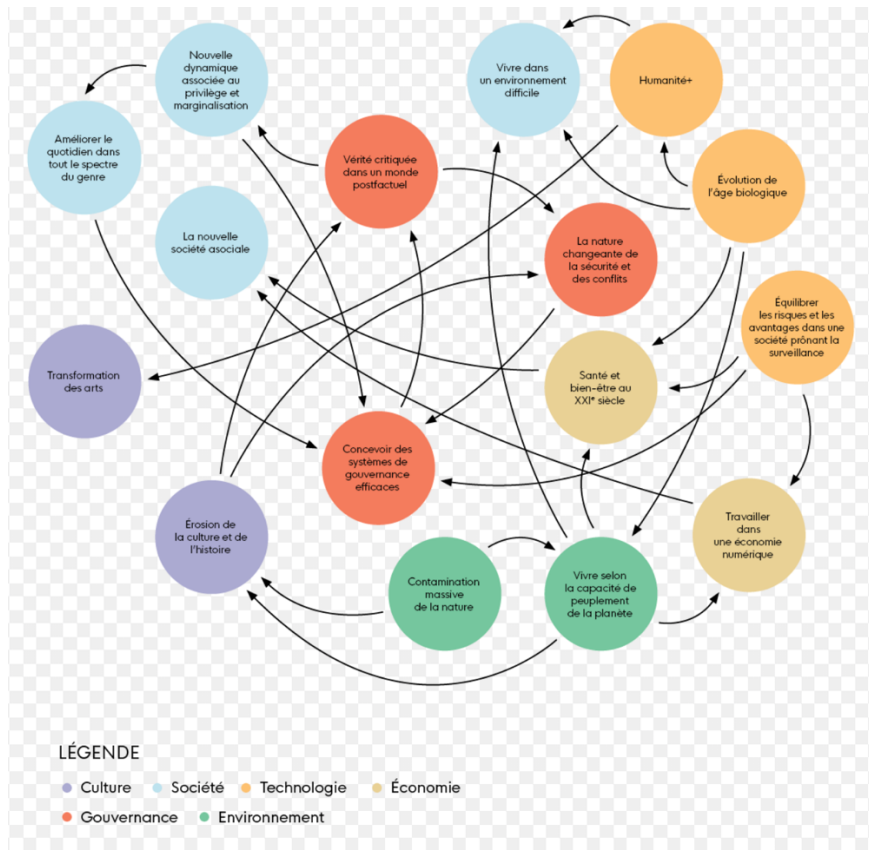 Nouvelle
dynamique
associée au
privilège et
marginalisation
Vivre dans
un environnement
difficile
Humanité+
Améliorer le
quotidien dans
tout le spectre
du genre
Vérité critiquée
dans un monde
postfactuel
Évolution de
l'âge biologique
La nouvelle
société asociale
La nature
changeante de
la sécurité et
des conflits
Équilibrer
les risques et les
avantages dans une
société prônant la
surveillance
Transformation
des arts
Santé et
bien-être au
XXIe siècle
Concevoir des
systèmes de
gouvernance
efficaces
Érosion de
la culture et de
l'histoire
Travailler
dans
une économie
numérique
Contamination
massive
de la nature
Vivre selon
la capacité de
peuplement
de la planète
LÉGENDE
Culture
Société
Technologie
Économie
Gouvernance
Environnement